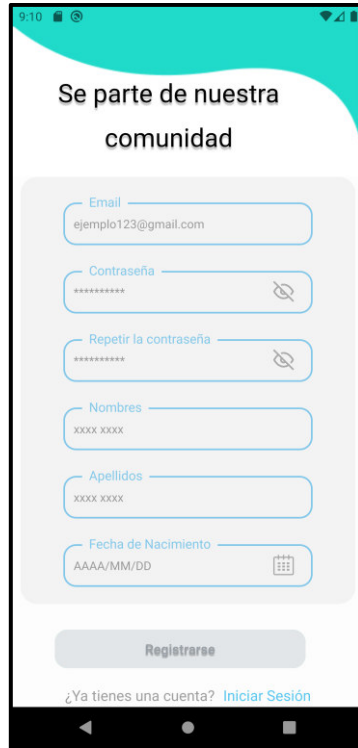 9:10
Se parte de nuestra
comunidad
Email
ejemplo123@gmail.com
Contraseña
**********
Repetir la contraseña
**********
Nombres
xxxx xxxx
Apellidos
xxxx xxxx
Fecha de Nacimiento
AAAA/MM/DD
Registrarse
¿Ya tienes una cuenta? Iniciar Sesión